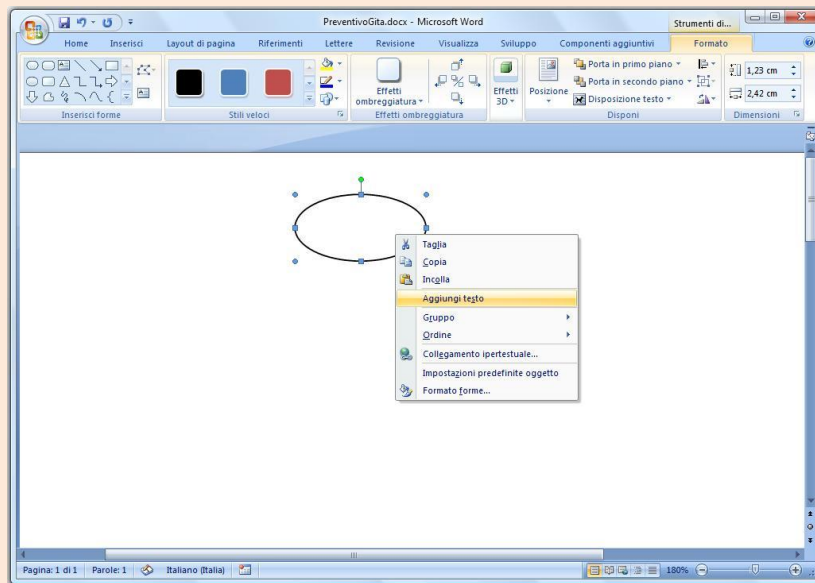 PreventivoGita.docx - Microsoft Word
Strumenti di...
Home Inserisci Layout di pagina Riferimenti Lettere Revisione Visualizza Sviluppo Componenti aggiuntivi Formato
Effetti ombreggiatura
Effetti 3D
Posizione
Porta in primo piano
Porta in secondo piano
Disposizione testo
1,23 cm
2,42 cm
Inserisci forme Stili veloci Effetti ombreggiatura Disponi Dimensioni
Taglia
Copia
Incolla
Aggiungi testo
Gruppo
Ordine
Collegamento ipertestuale...
Impostazioni predefinite oggetto
Formato forme...
Pagina: 1 di 1 Parole: 1 Italiano (Italia) 180%